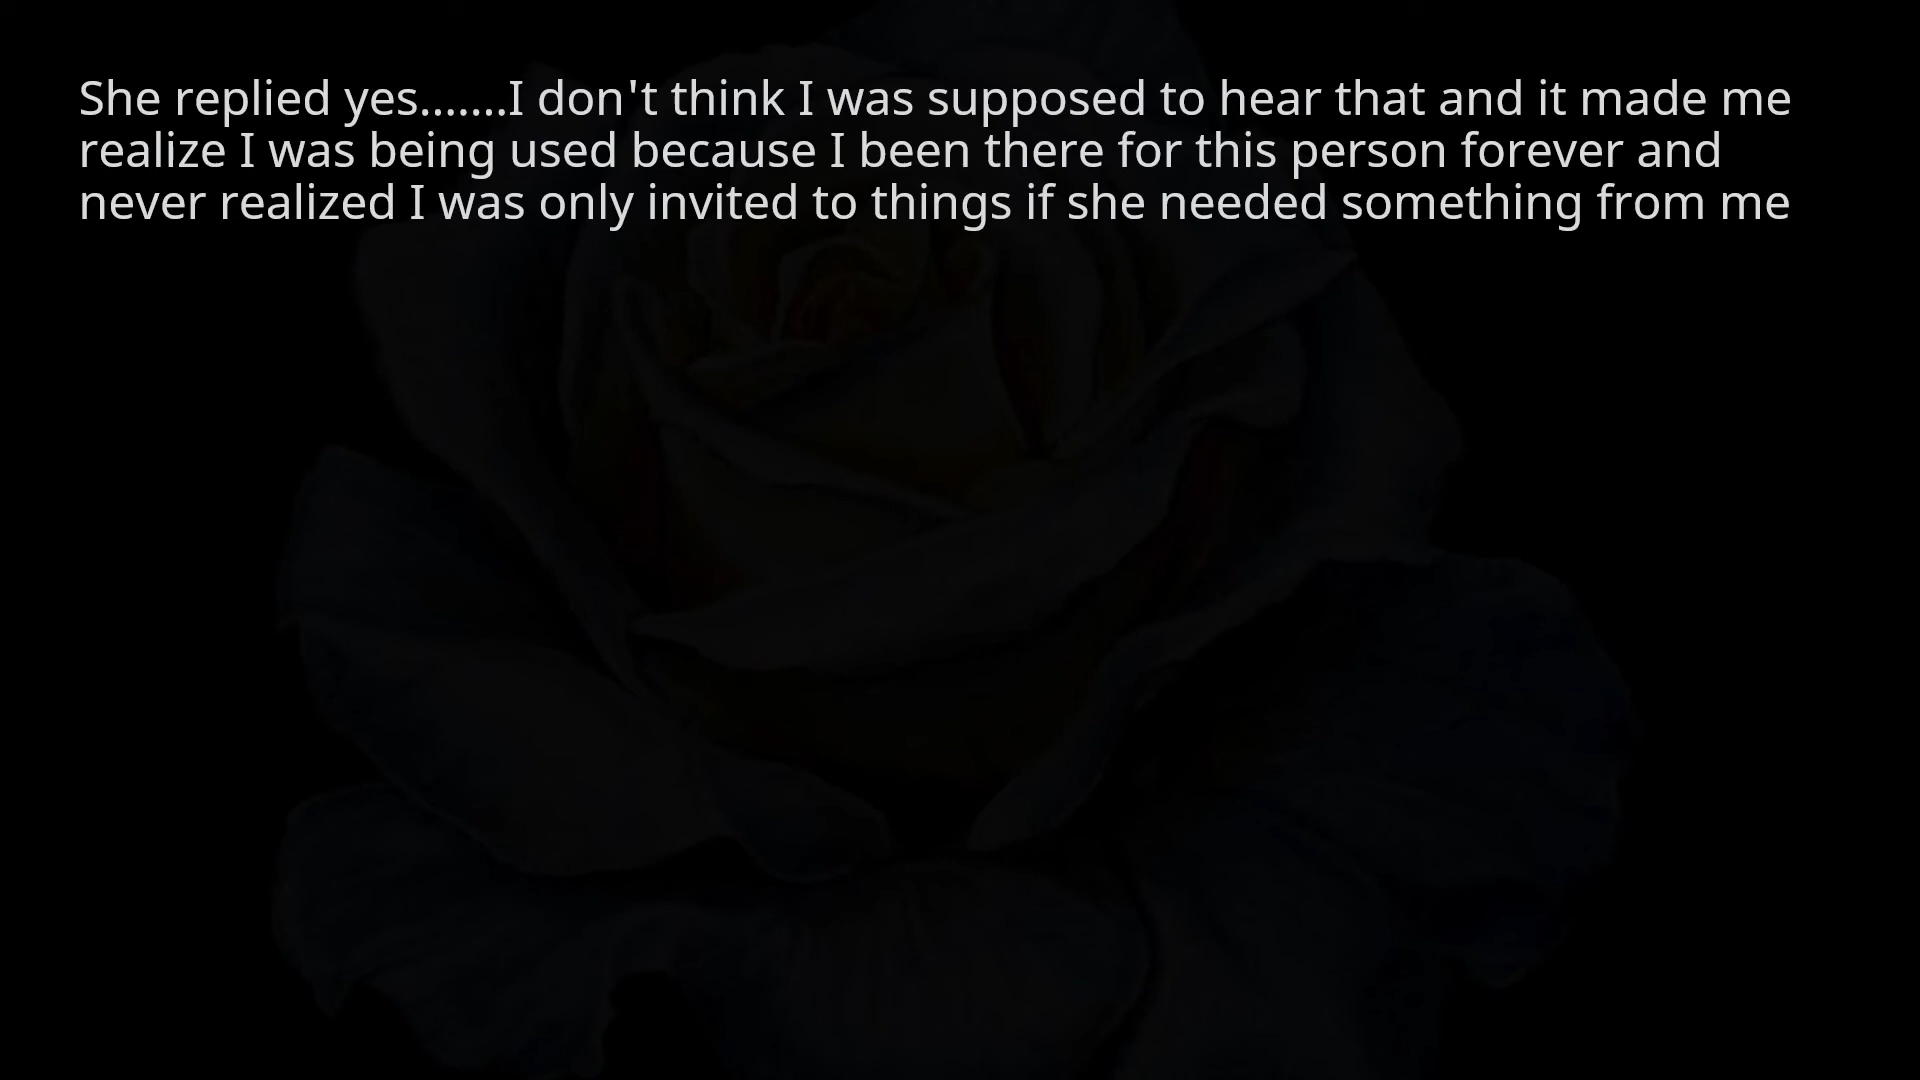 She replied yes.......I don't think I was supposed to hear that and it made me
realize I was being used because I been there for this person forever and
never realized I was only invited to things if she needed something from me